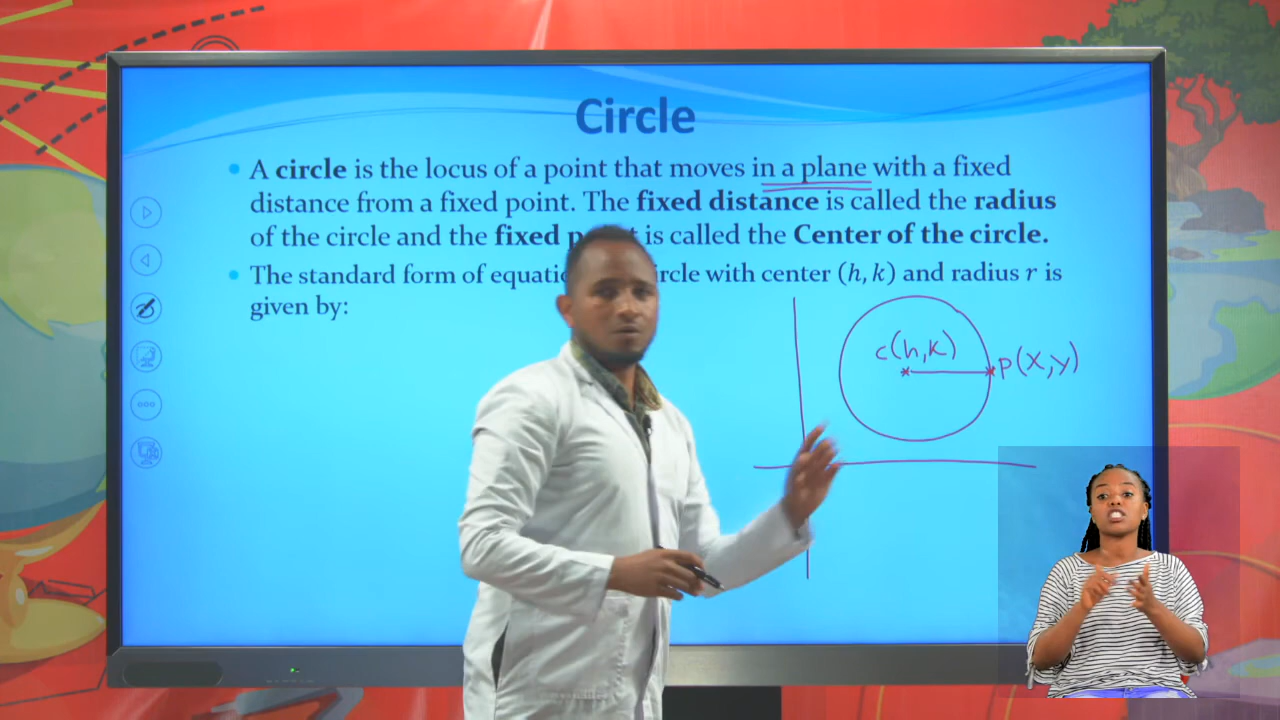 Circle
• A circle is the locus of a point that moves in a plane with a fixed
distance from a fixed point. The fixed distance is called the radius
of the circle and the fixed is called the Center of the circle.
• The standard form of with center (h, k) and radius r is
given by:
c(h,k)
p(x,y)